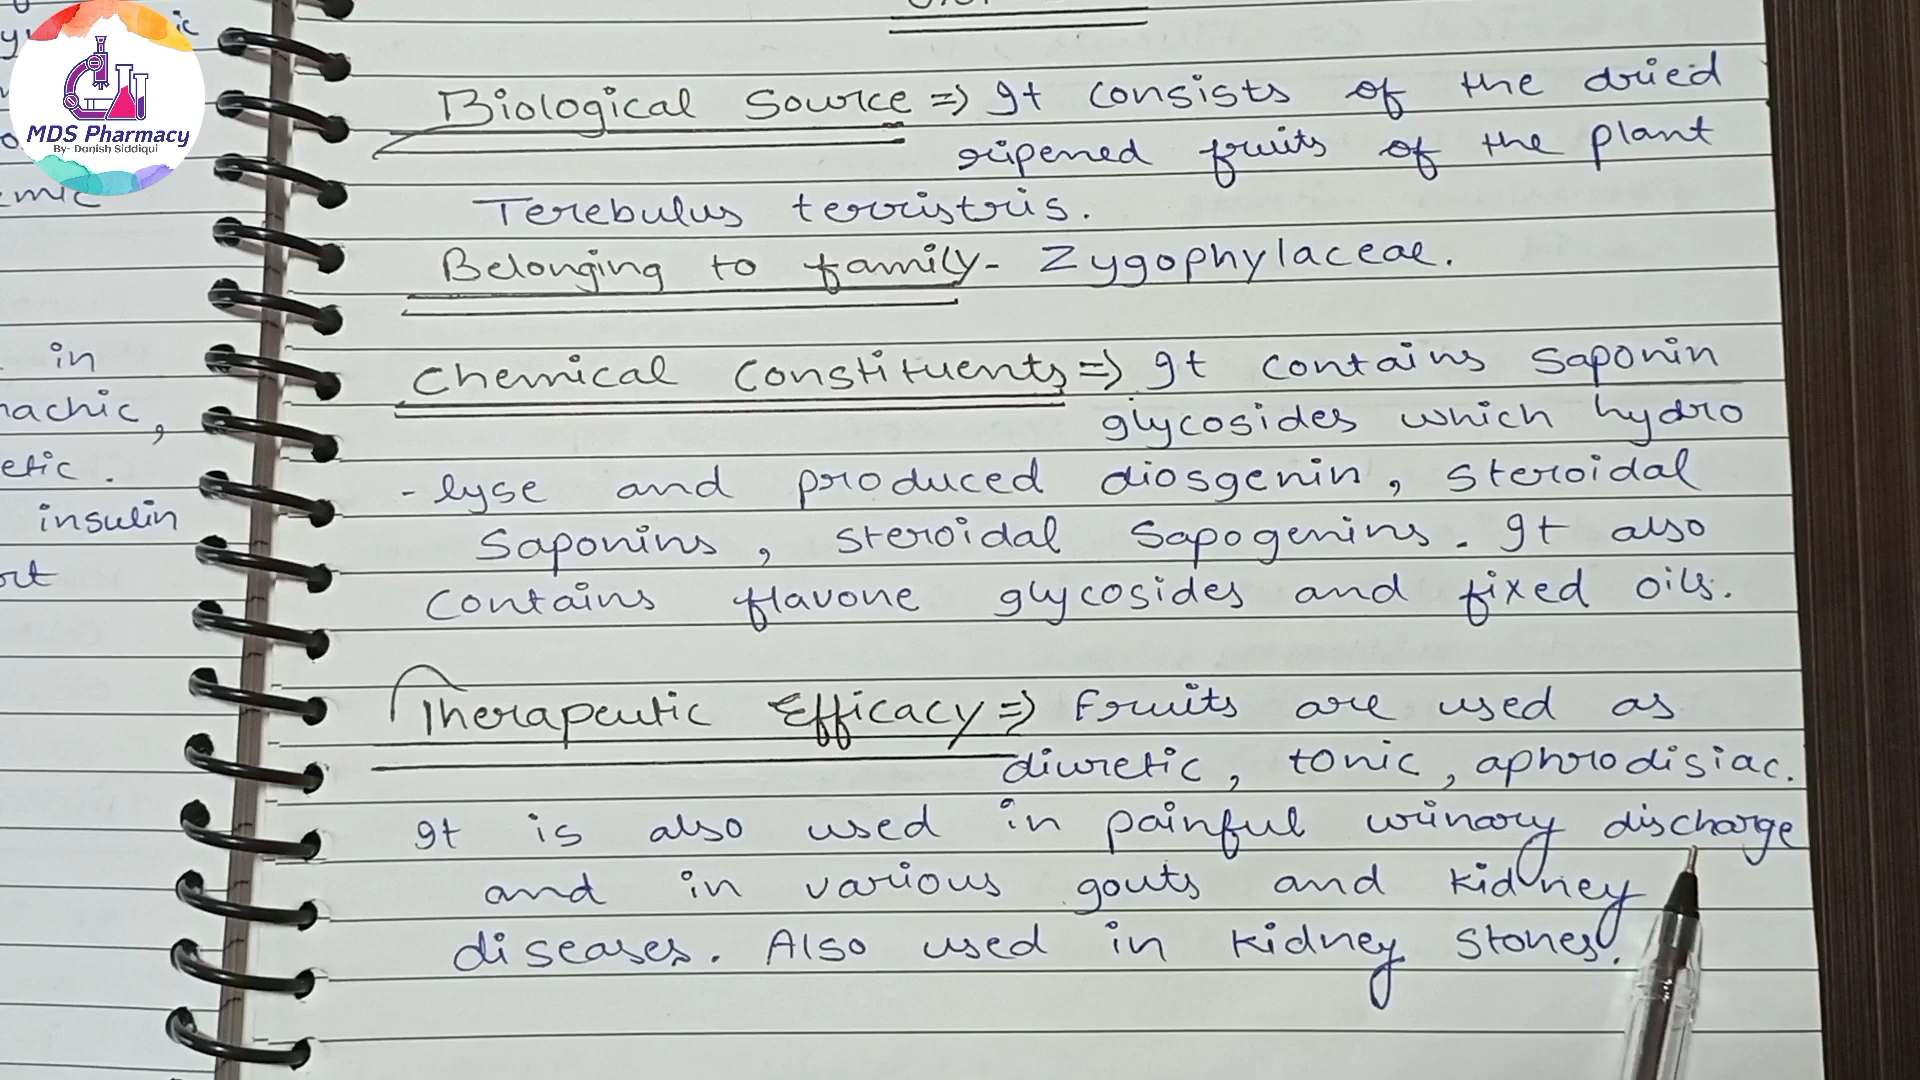 MDS Pharmacy
By- Danish Siddiqui
emic
in
machic,
etic.
insulin
Biological Source => It consists of the dried
ripened fruits of the plant
Terebulus terristris.
Belonging to family- Zygophylaceae.
Chemical Constituents => It contains saponin
glycosides which hydro
-lyse and produced diosgenin, steroidal
saponins, steroidal sapogenins. It also
contains flavone glycosides and fixed oils.
Therapeutic Efficacy => Fruits are used as
diuretic, tonic, aphrodisiac.
It is also used in painful urinary discharge
and in various gouts and kidney
diseases. Also used in kidney stones.